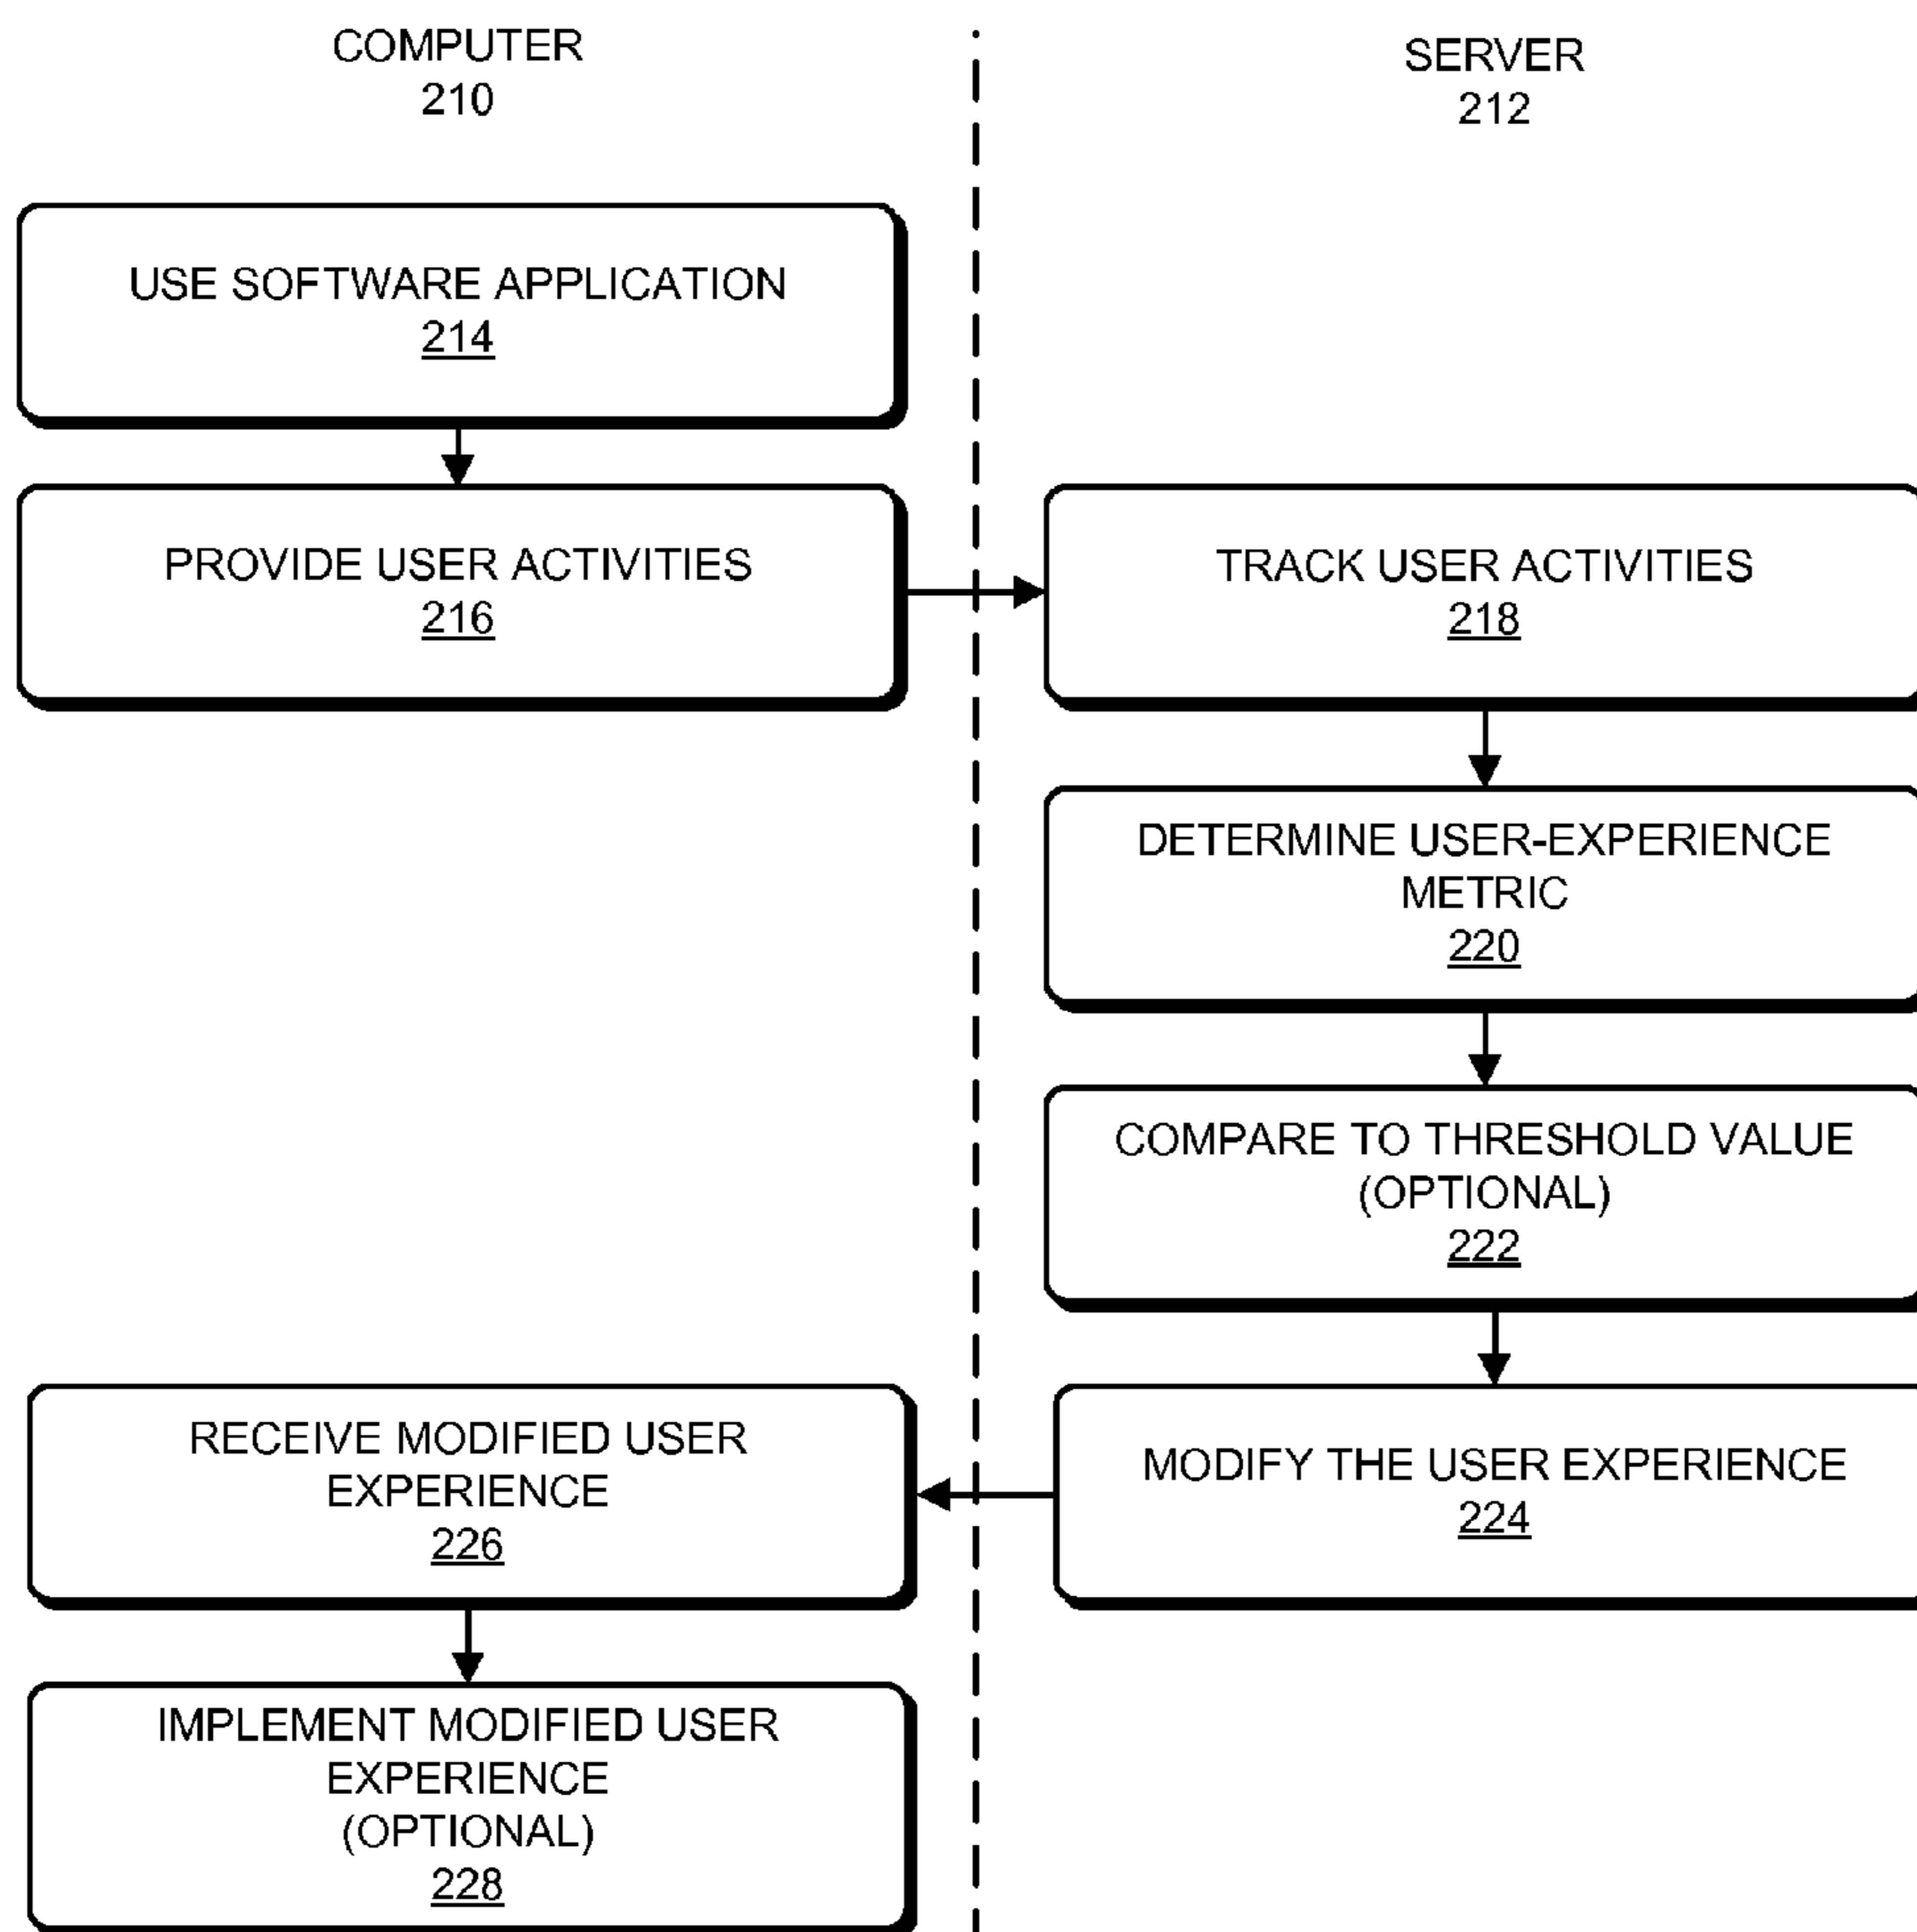 COMPUTER
210
SERVER
212
USE SOFTWARE APPLICATION
214
PROVIDE USER ACTIVITIES
216
TRACK USER ACTIVITIES
218
DETERMINE USER-EXPERIENCE
METRIC
220
COMPARE TO THRESHOLD VALUE
(OPTIONAL)
222
MODIFY THE USER EXPERIENCE
224
RECEIVE MODIFIED USER
EXPERIENCE
226
IMPLEMENT MODIFIED USER
EXPERIENCE
(OPTIONAL)
228